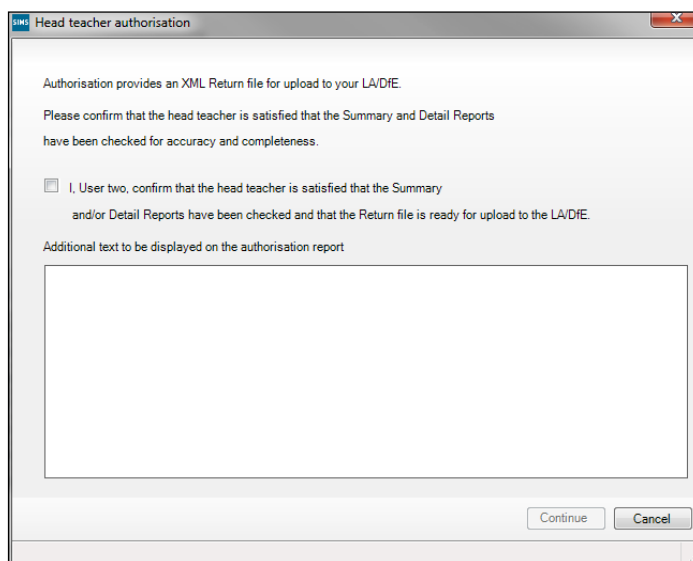 SIMS Head teacher authorisation
Authorisation provides an XML Return file for upload to your LA/DfE.
Please confirm that the head teacher is satisfied that the Summary and Detail Reports
have been checked for accuracy and completeness.
I, User two, confirm that the head teacher is satisfied that the Summary
and/or Detail Reports have been checked and that the Return file is ready for upload to the LA/DfE.
Additional text to be displayed on the authorisation report
Continue Cancel